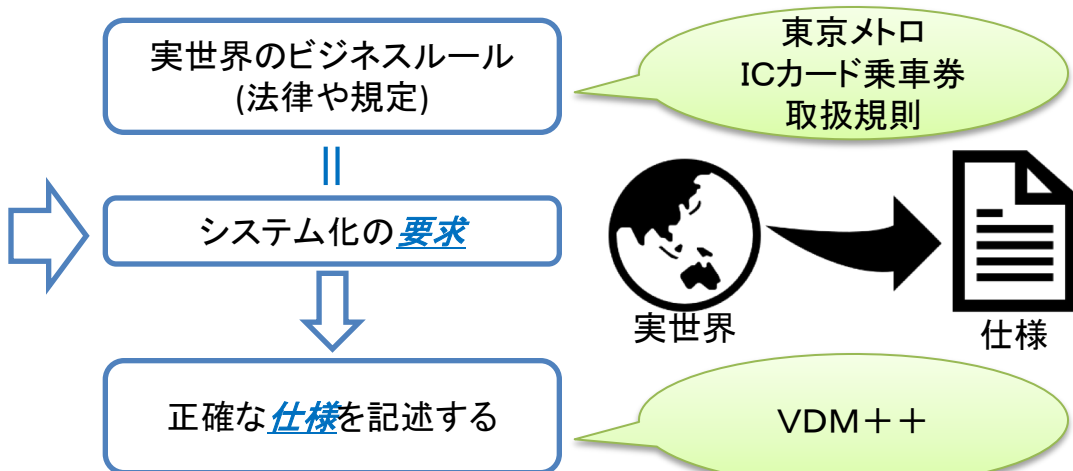 実世界のビジネスルール
(法律や規定)
東京メトロ
ICカード乗車券
取扱規則
システム化の要求
実世界
仕様
正確な仕様を記述する
VDM++